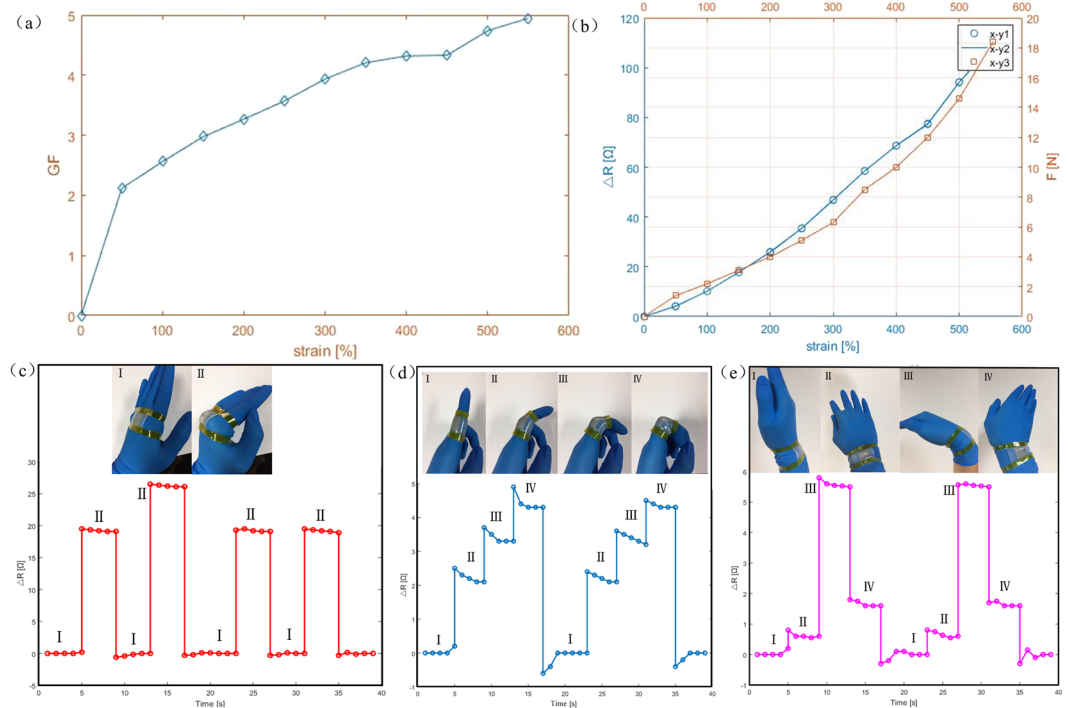 (a)
5
4
3
2
1
0
GF
0 100 200 300 400 500 600
strain [%]
(b)
0 100 200 300 400 500 600
120
100
80
60
40
20
0
△R [Ω]
20
18
16
14
12
10
8
6
4
2
0
F [N]
x-y1
x-y2
x-y3
0 100 200 300 400 500 600
strain [%]
(c)
I II
30
25
20
15
10
5
0
-5
△R [Ω]
I II I II I II I II
0 5 10 15 20 25 30 35 40
Time [s]
(d)
I II III IV
5
4
3
2
1
0
-1
△R [Ω]
I II III IV I II III IV
0 5 10 15 20 25 30 35 40
Time [s]
(e)
I II III IV
6
5
4
3
2
1
0
-1
△R [Ω]
I II III IV I II III IV
0 5 10 15 20 25 30 35 40
Time [s]